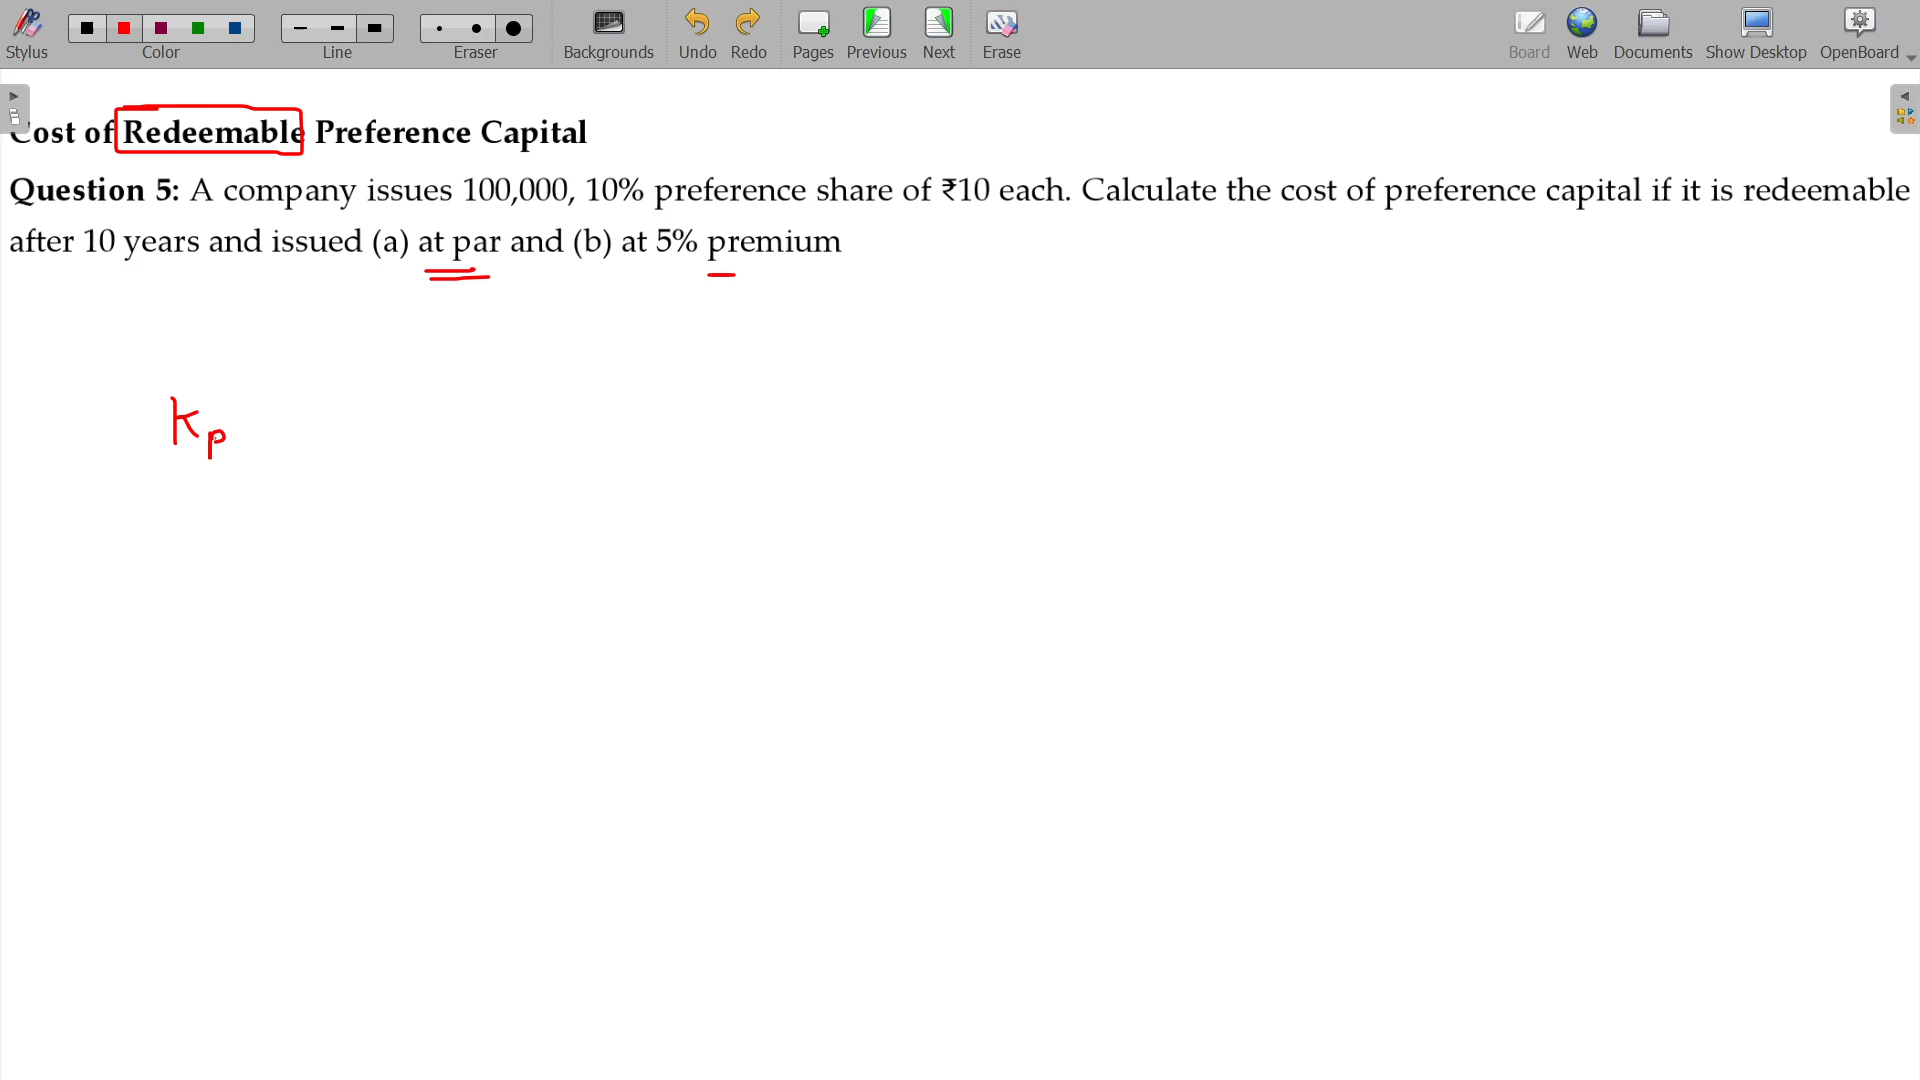 Stylus Color Line Eraser Backgrounds Undo Redo Pages Previous Next Erase Board Web Documents Show Desktop OpenBoard
Cost of Redeemable Preference Capital
Question 5: A company issues 100,000, 10% preference share of ₹10 each. Calculate the cost of preference capital if it is redeemable
after 10 years and issued (a) at par and (b) at 5% premium
Kp